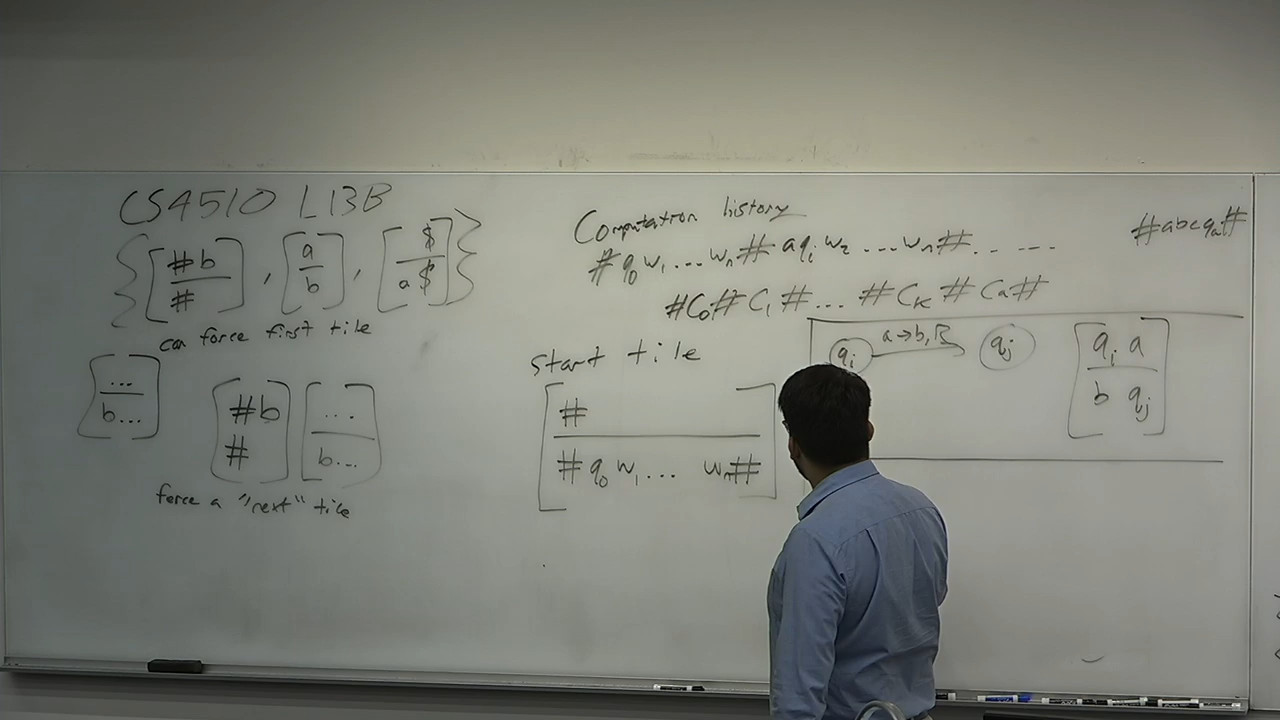 CS4510 L13B
{ [#b / #], [a / b], [$ / a$] }
can force first tile
[... / b...] [#b / #] [... / b...]
force a "next" tile
Computation history
#q₀w₁...wₙ# aqᵢw₂ ...wₙ#... ...
#C₀#C₁#...#Cₖ#Cₐ#
start tile
[# / #q₀w₁... wₙ#]
#abcqₐ#
qᵢ a→b,R qⱼ
[qᵢ a / b qⱼ]